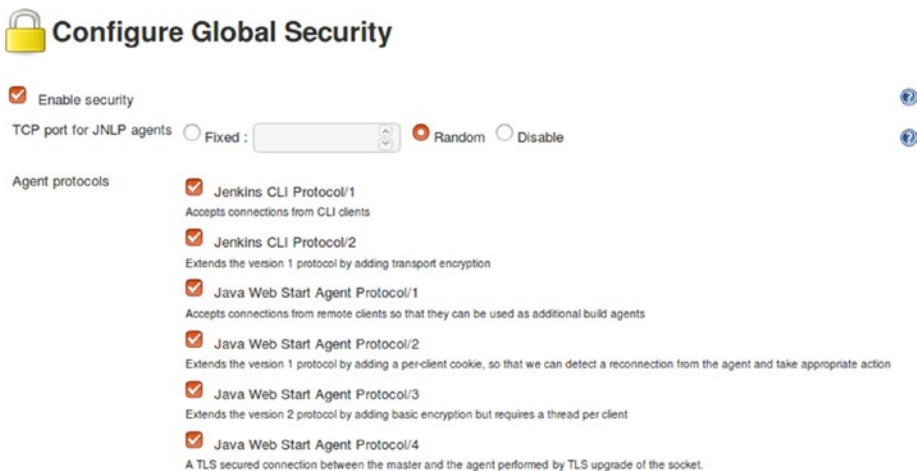 Configure Global Security
Enable security
TCP port for JNLP agents Fixed : Random Disable
Agent protocols
Jenkins CLI Protocol/1
Accepts connections from CLI clients
Jenkins CLI Protocol/2
Extends the version 1 protocol by adding transport encryption
Java Web Start Agent Protocol/1
Accepts connections from remote clients so that they can be used as additional build agents
Java Web Start Agent Protocol/2
Extends the version 1 protocol by adding a per-client cookie, so that we can detect a reconnection from the agent and take appropriate action
Java Web Start Agent Protocol/3
Extends the version 2 protocol by adding basic encryption but requires a thread per client
Java Web Start Agent Protocol/4
A TLS secured connection between the master and the agent performed by TLS upgrade of the socket.